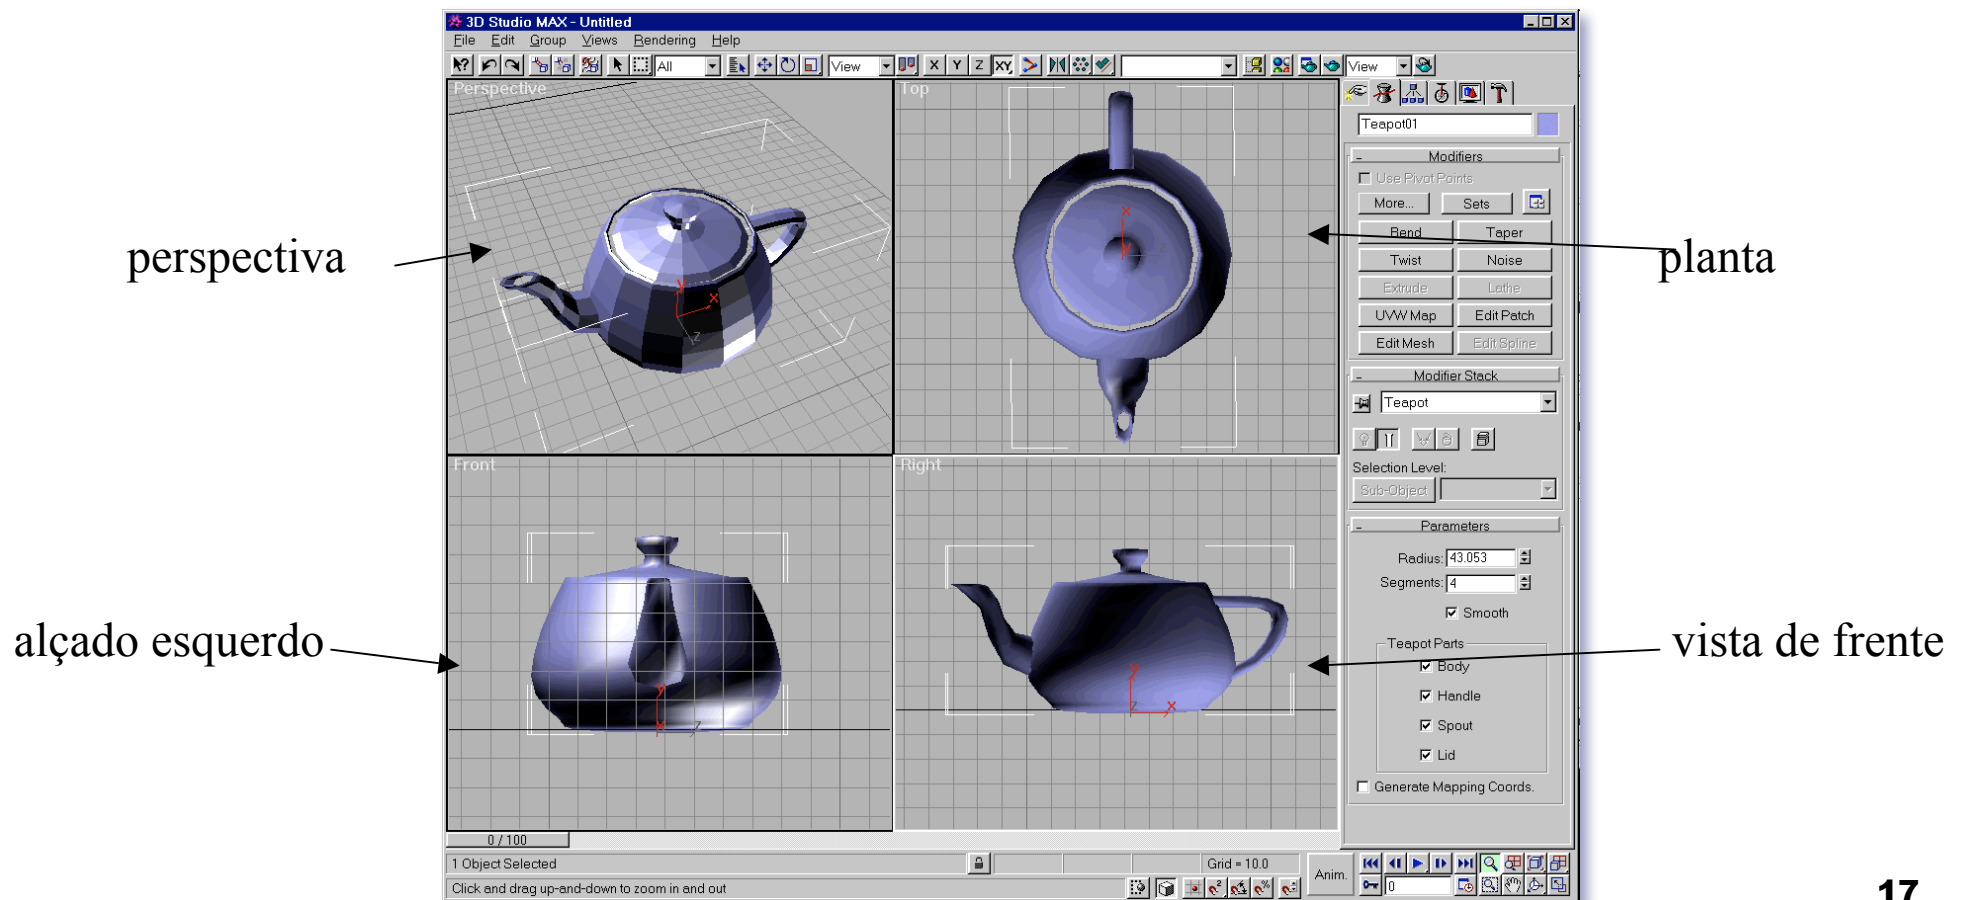 3D Studio MAX - Untitled
File Edit Group Views Rendering Help
All
View
X Y Z XY
View
Perspective
Top
Teapot01
Modifiers
Use Pivot Points
More... Sets
Bend Taper
Twist Noise
Extrude Lathe
UVW Map Edit Patch
Edit Mesh Edit Spline
Modifier Stack
Teapot
Selection Level:
Sub-Object
Parameters
Radius: 43.053
Segments: 4
Smooth
Teapot Parts
Body
Handle
Spout
Lid
Generate Mapping Coords.
x
y
z
y
x
z
Front
Right
y
x
z
y
z
x
perspectiva
planta
alçado esquerdo
vista de frente
0 / 100
1 Object Selected
Grid = 10.0
Anim.
Click and drag up-and-down to zoom in and out
0
17